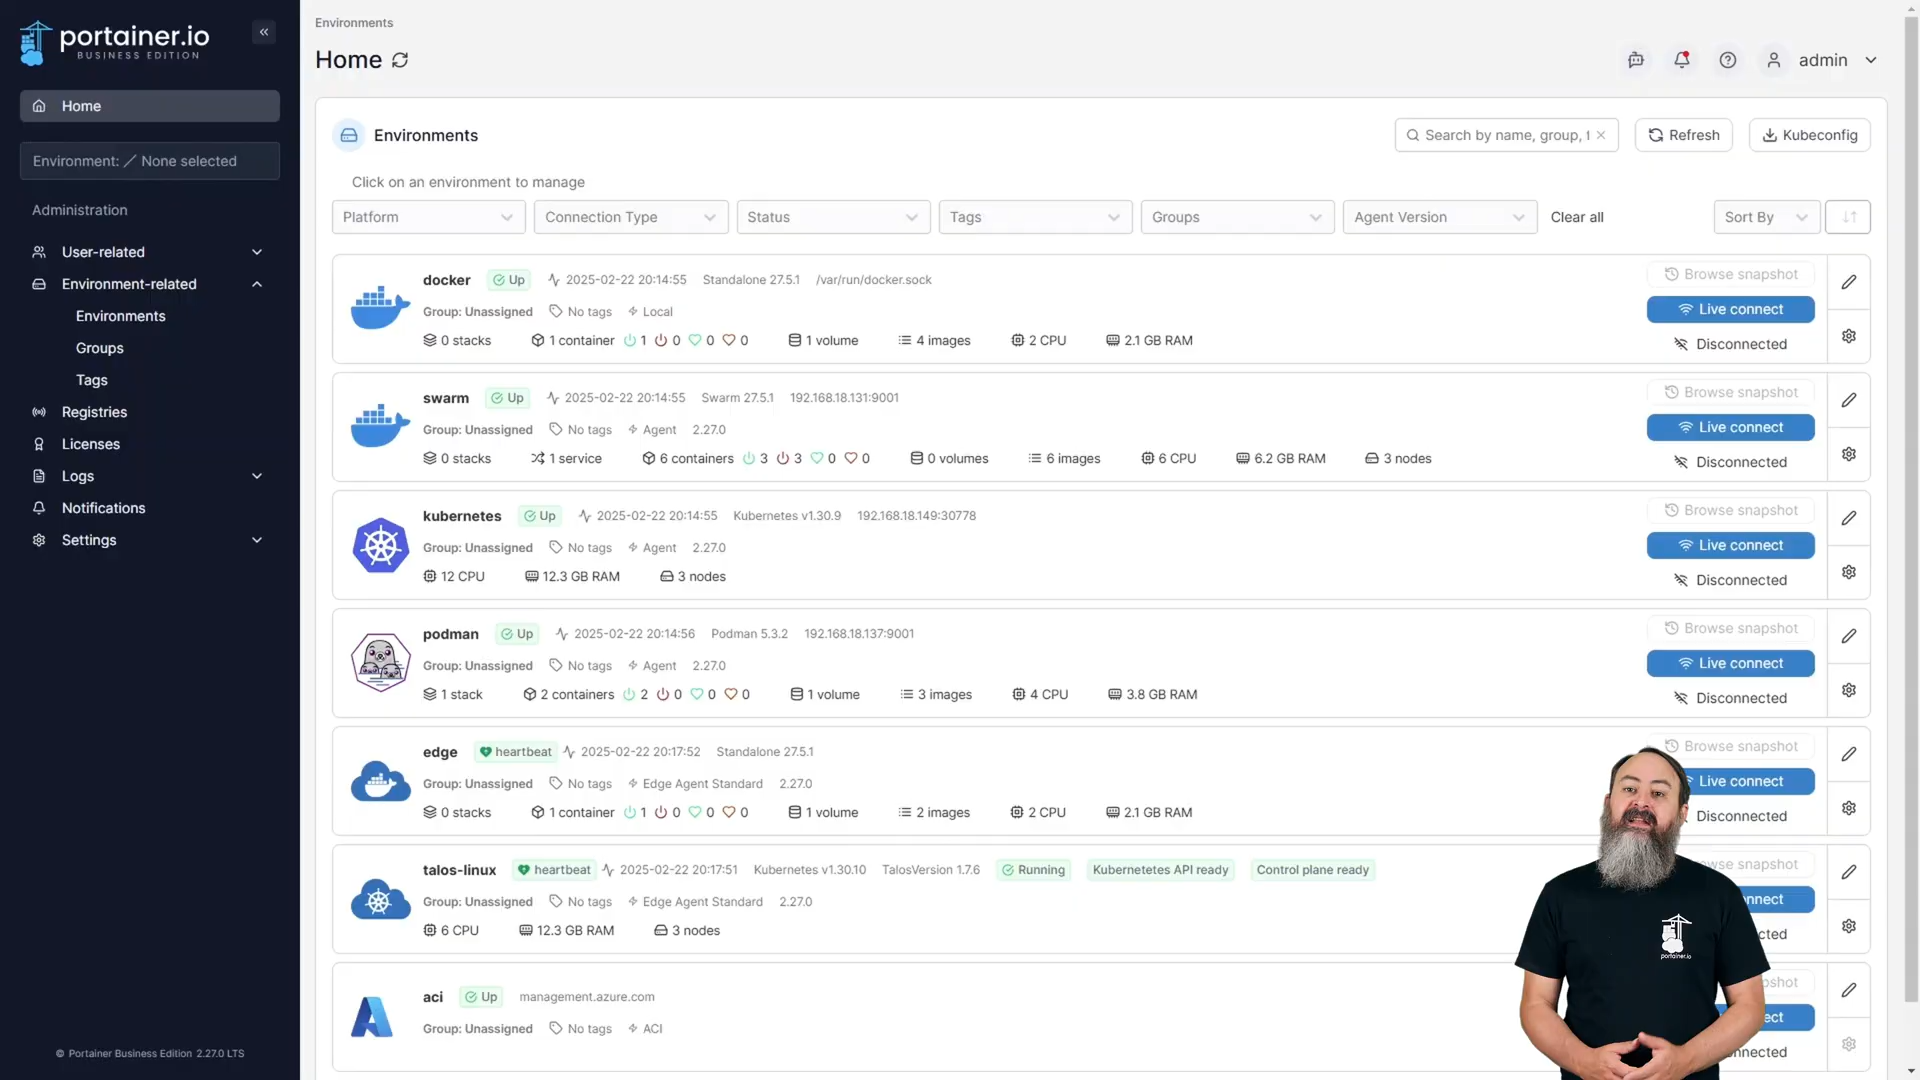 portainer.io
BUSINESS EDITION
Home
Environment: None selected
Administration
User-related
Environment-related
Environments
Groups
Tags
Registries
Licenses
Logs
Notifications
Settings
© Portainer Business Edition 2.27.0 LTS
Environments
Home
admin
Environments
Search by name, group, t
Refresh
Kubeconfig
Click on an environment to manage
Platform
Connection Type
Status
Tags
Groups
Agent Version
Clear all
Sort By
docker Up 2025-02-22 20:14:55 Standalone 27.5.1 /var/run/docker.sock
Group: Unassigned No tags Local
0 stacks 1 container 1 0 0 0 1 volume 4 images 2 CPU 2.1 GB RAM
Browse snapshot
Live connect
Disconnected
swarm Up 2025-02-22 20:14:55 Swarm 27.5.1 192.168.18.131:9001
Group: Unassigned No tags Agent 2.27.0
0 stacks 1 service 6 containers 3 3 0 0 0 volumes 6 images 6 CPU 6.2 GB RAM 3 nodes
Browse snapshot
Live connect
Disconnected
kubernetes Up 2025-02-22 20:14:55 Kubernetes v1.30.9 192.168.18.149:30778
Group: Unassigned No tags Agent 2.27.0
12 CPU 12.3 GB RAM 3 nodes
Browse snapshot
Live connect
Disconnected
podman Up 2025-02-22 20:14:56 Podman 5.3.2 192.168.18.137:9001
Group: Unassigned No tags Agent 2.27.0
1 stack 2 containers 2 0 0 0 1 volume 3 images 4 CPU 3.8 GB RAM
Browse snapshot
Live connect
Disconnected
edge heartbeat 2025-02-22 20:17:52 Standalone 27.5.1
Group: Unassigned No tags Edge Agent Standard 2.27.0
0 stacks 1 container 1 0 0 0 1 volume 2 images 2 CPU 2.1 GB RAM
Browse snapshot
Live connect
Disconnected
talos-linux heartbeat 2025-02-22 20:17:51 Kubernetes v1.30.10 TalosVersion 1.7.6 Running Kubernetetes API ready Control plane ready
Group: Unassigned No tags Edge Agent Standard 2.27.0
6 CPU 12.3 GB RAM 3 nodes
snapshot
aci Up management.azure.com
Group: Unassigned No tags ACI
portainer.io